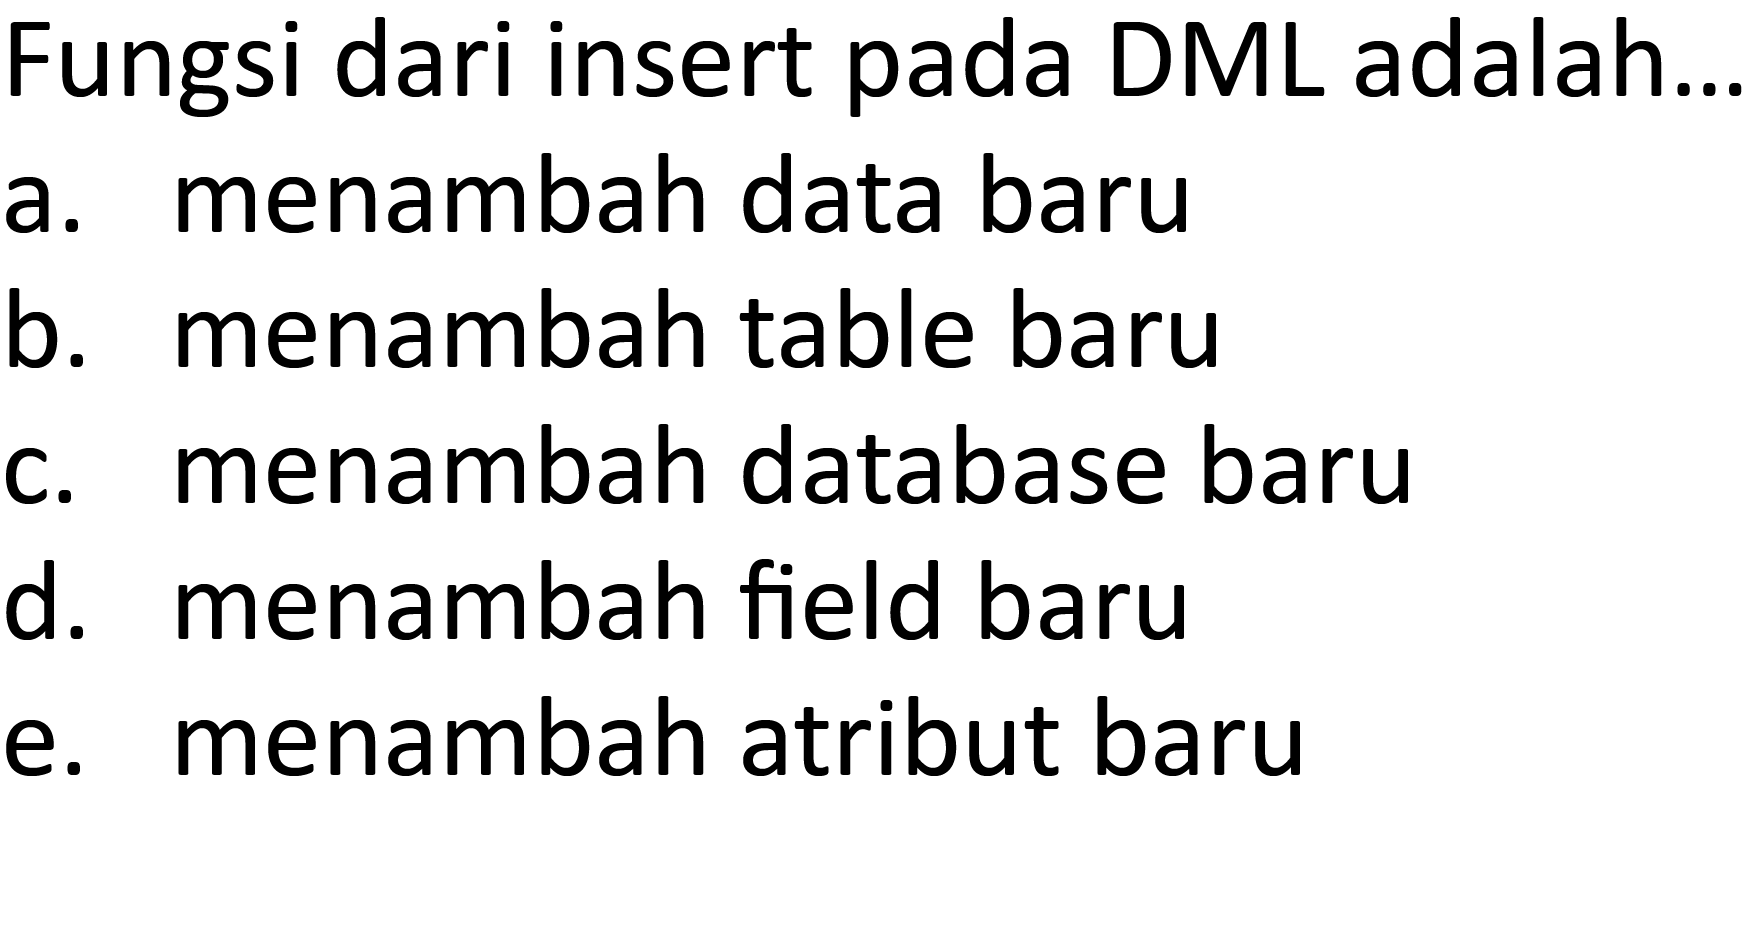 Fungsi dari insert pada DML adalah...
a. menambah data baru
b. menambah table baru
c. menambah database baru
d. menambah field baru
e. menambah atribut baru